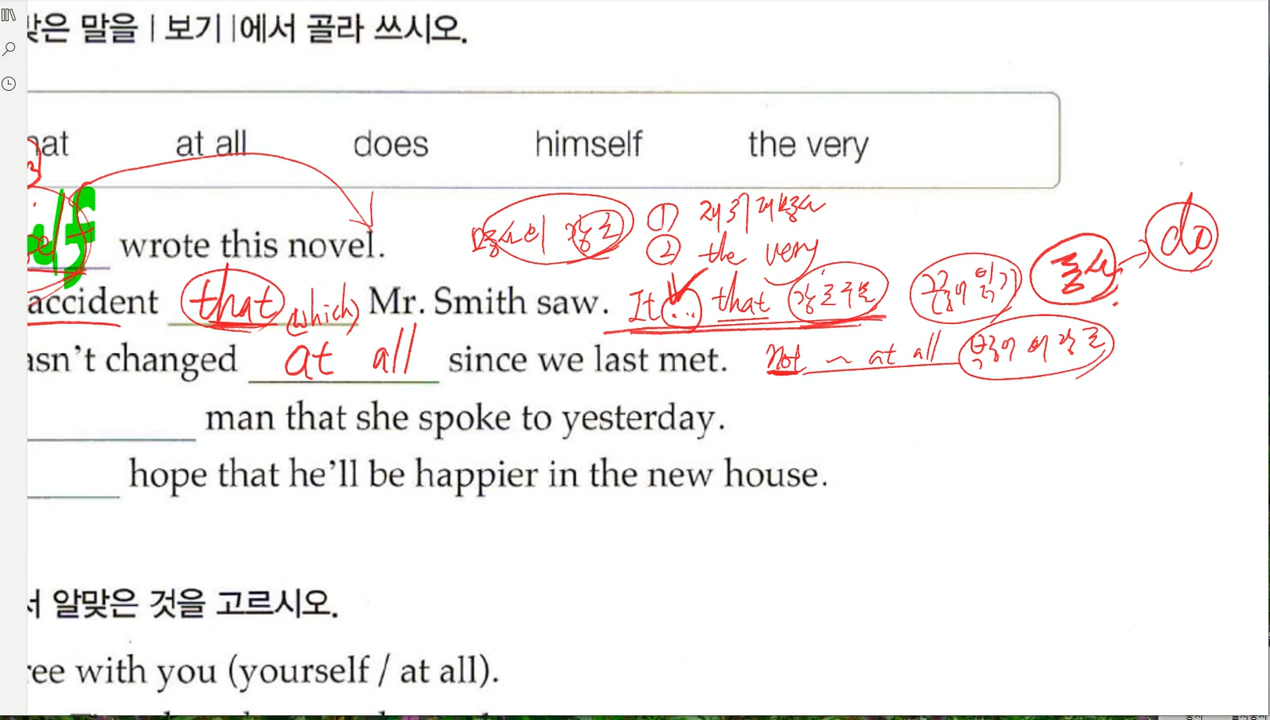 맞은 말을 | 보기 |에서 골라 쓰시오.
at all does himself the very
명사의 강조 ① 재귀대명사
② the very
wrote this novel.
동사 do
accident that (which) Mr. Smith saw. It ... that 강조구문 끊어 읽기
asn't changed at all since we last met. not ~ at all 부정어의 강조
man that she spoke to yesterday.
hope that he'll be happier in the new house.
서 알맞은 것을 고르시오.
ree with you (yourself / at all).